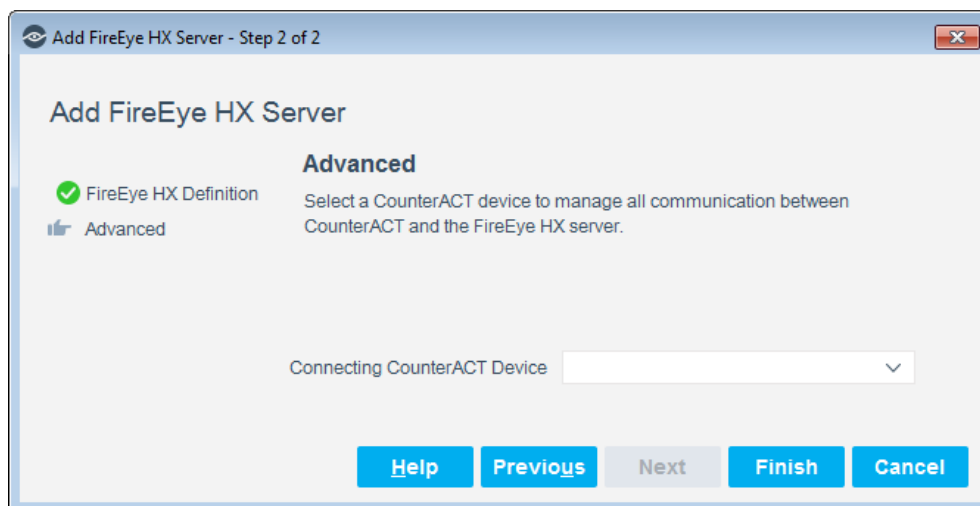 Add FireEye HX Server - Step 2 of 2
Add FireEye HX Server
FireEye HX Definition
Advanced
Advanced
Select a CounterACT device to manage all communication between
CounterACT and the FireEye HX server.
Connecting CounterACT Device
Help
Previous
Next
Finish
Cancel